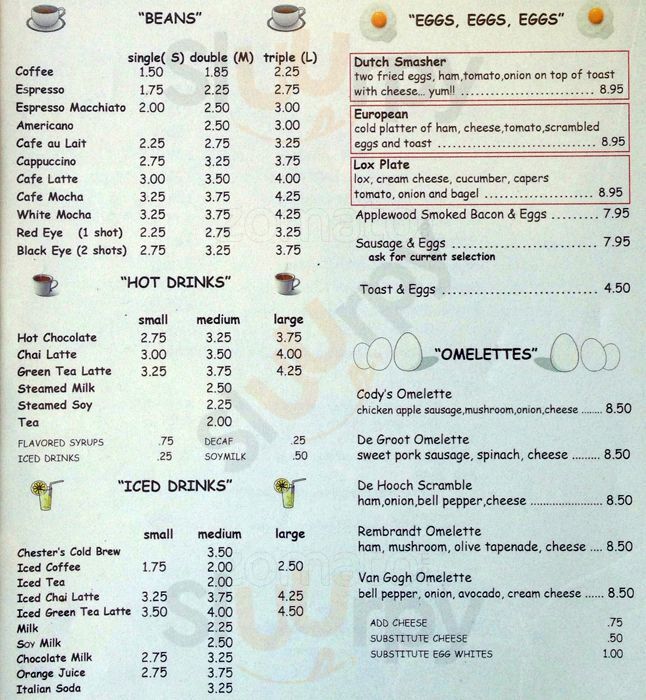 "BEANS"
single( S) double (M) triple (L)
Coffee 1.50 1.85 2.25
Espresso 1.75 2.25 2.75
Espresso Macchiato 2.00 2.50 3.00
Americano 2.50 3.00
Cafe au Lait 2.25 2.75 3.25
Cappuccino 2.75 3.25 3.75
Cafe Latte 3.00 3.50 4.00
Cafe Mocha 3.25 3.75 4.25
White Mocha 3.25 3.75 4.25
Red Eye (1 shot) 2.25 2.75 3.25
Black Eye (2 shots) 2.75 3.25 3.75
"HOT DRINKS"
small medium large
Hot Chocolate 2.75 3.25 3.75
Chai Latte 3.00 3.50 4.00
Green Tea Latte 3.25 3.75 4.25
Steamed Milk 2.50
Steamed Soy 2.25
Tea 2.00
FLAVORED SYRUPS .75 DECAF .25
ICED DRINKS .25 SOYMILK .50
"ICED DRINKS"
small medium large
Chester's Cold Brew 3.50
Iced Coffee 1.75 2.00 2.50
Iced Tea 2.00
Iced Chai Latte 3.25 3.75 4.25
Iced Green Tea Latte 3.50 4.00 4.50
Milk 2.25
Soy Milk 2.50
Chocolate Milk 2.75 3.25
Orange Juice 2.75 3.75
Italian Soda 3.25
"EGGS, EGGS, EGGS"
Dutch Smasher
two fried eggs, ham,tomato,onion on top of toast
with cheese... yum!! .......... 8.95
European
cold platter of ham, cheese,tomato,scrambled
eggs and toast .......... 8.95
Lox Plate
lox, cream cheese, cucumber, capers
tomato, onion and bagel .......... 8.95
Applewood Smoked Bacon & Eggs ........ 7.95
Sausage & Eggs .......... 7.95
ask for current selection
Toast & Eggs .......... 4.50
"OMELETTES"
Cody's Omelette
chicken apple sausage,mushroom,onion,cheese ....... 8.50
De Groot Omelette
sweet pork sausage, spinach, cheese ......... 8.50
De Hooch Scramble
ham,onion,bell pepper,cheese .......... 8.50
Rembrandt Omelette
ham, mushroom, olive tapenade, cheese .... 8.50
Van Gogh Omelette
bell pepper, onion, avocado, cream cheese ...... 8.50
ADD CHEESE .75
SUBSTITUTE CHEESE .50
SUBSTITUTE EGG WHITES 1.00
sluurpy
zomato
sluurpy
zomato
sluurpy